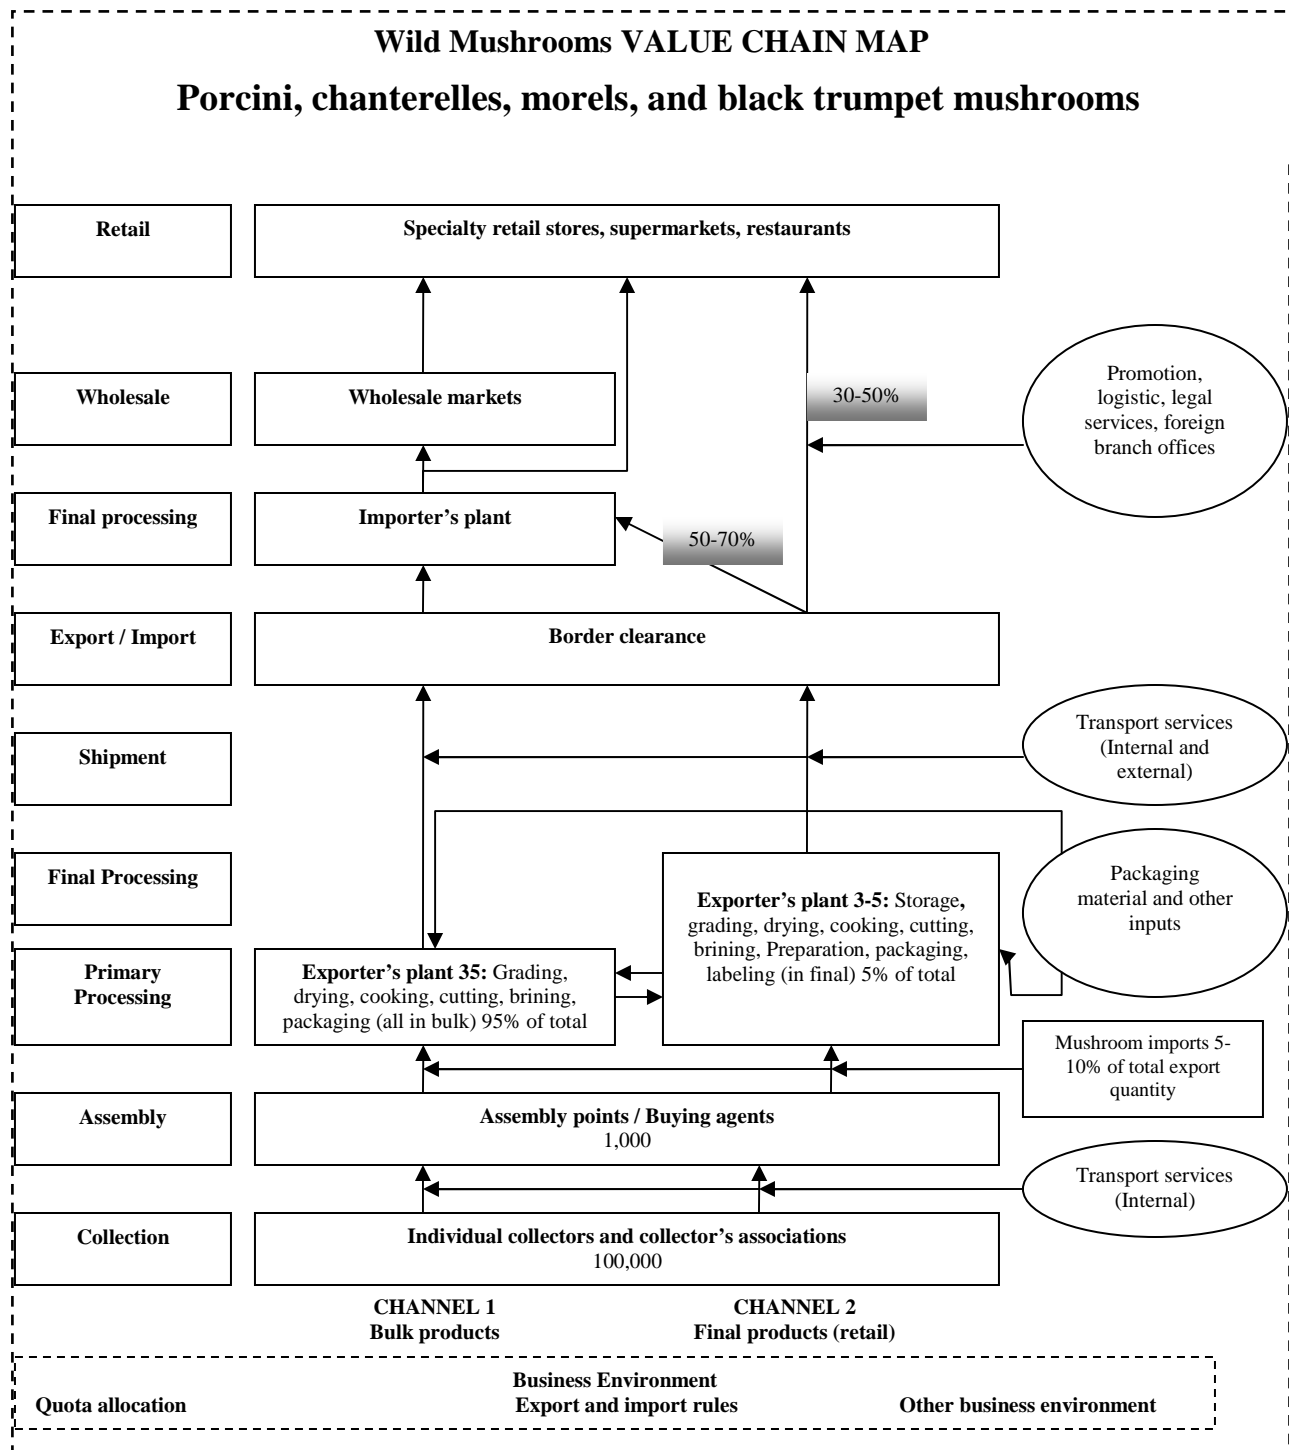 Wild Mushrooms VALUE CHAIN MAP
Porcini, chanterelles, morels, and black trumpet mushrooms
Retail
Specialty retail stores, supermarkets, restaurants
Wholesale
Wholesale markets
30-50%
Promotion,
logistic, legal
services, foreign
branch offices
Final processing
Importer's plant
50-70%
Export / Import
Border clearance
Shipment
Transport services
(Internal and
external)
Final Processing
Exporter's plant 3-5: Storage,
grading, drying, cooking, cutting,
brining, Preparation, packaging,
labeling (in final) 5% of total
Packaging
material and other
inputs
Primary
Processing
Exporter's plant 35: Grading,
drying, cooking, cutting, brining,
packaging (all in bulk) 95% of total
Mushroom imports 5-
10% of total export
quantity
Assembly
Assembly points / Buying agents
1,000
Transport services
(Internal)
Collection
Individual collectors and collector's associations
100,000
CHANNEL 1
Bulk products
CHANNEL 2
Final products (retail)
Business Environment
Quota allocation
Export and import rules
Other business environment